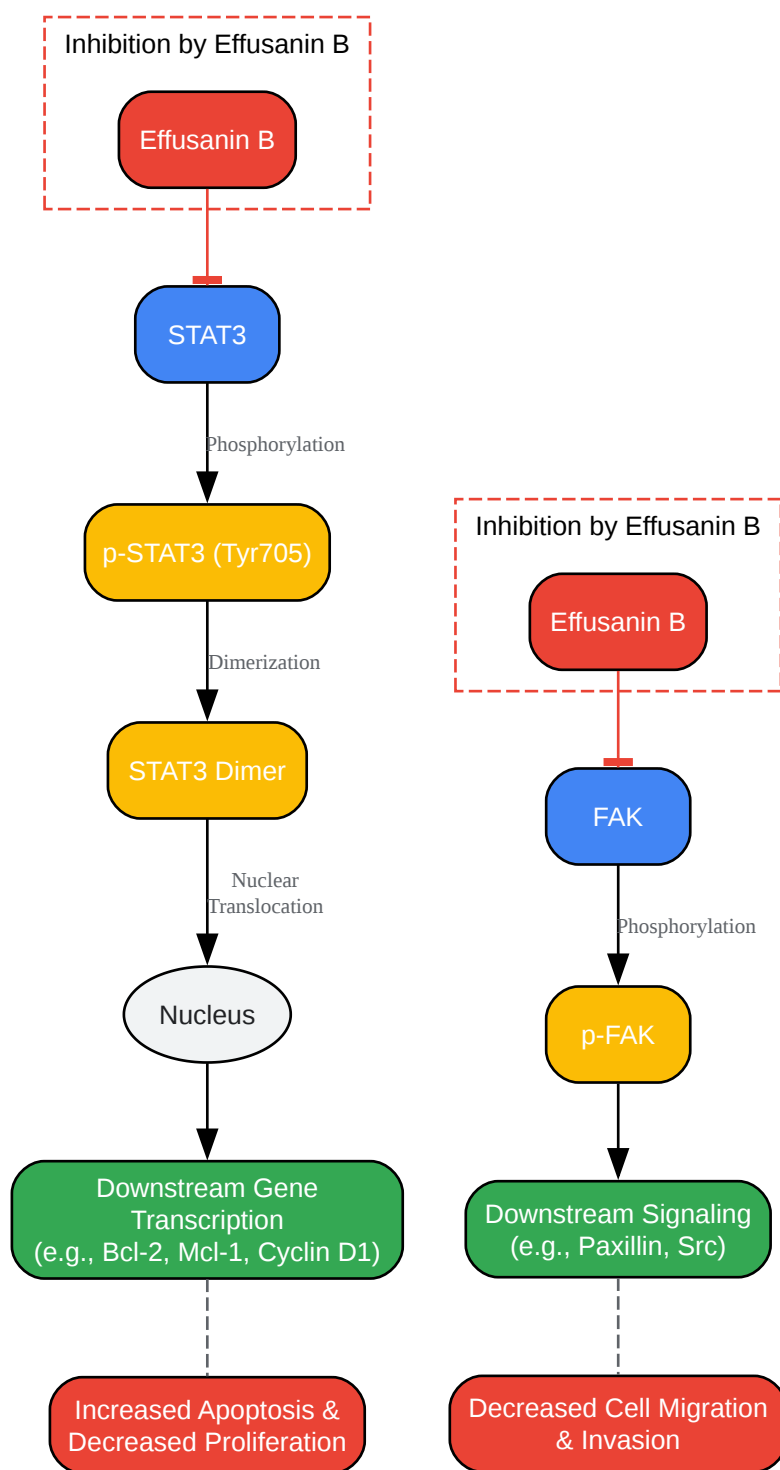 Inhibition by Effusanin B
Effusanin B
STAT3
Phosphorylation
p-STAT3 (Tyr705)
Dimerization
STAT3 Dimer
Nuclear
Translocation
Nucleus
Downstream Gene
Transcription
(e.g., Bcl-2, Mcl-1, Cyclin D1)
Increased Apoptosis &
Decreased Proliferation
Inhibition by Effusanin B
Effusanin B
FAK
Phosphorylation
p-FAK
Downstream Signaling
(e.g., Paxillin, Src)
Decreased Cell Migration
& Invasion